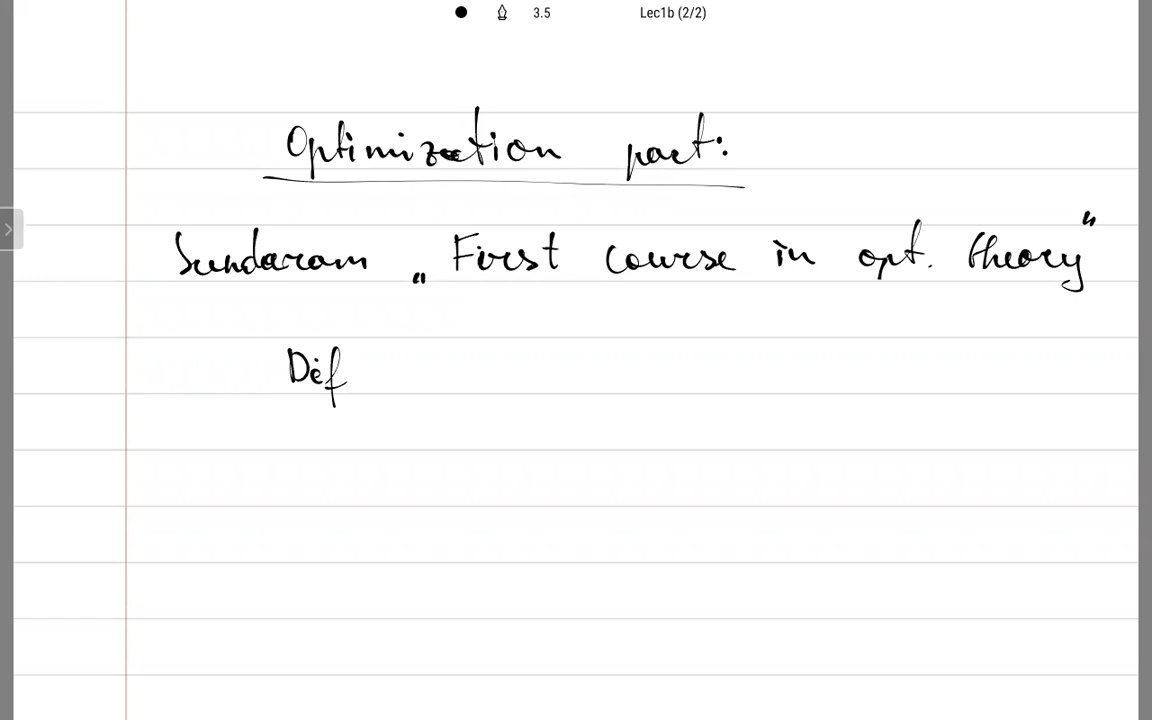 3.5 Lec1b (2/2)
Optimization part:
Sundaram „First course in opt. theory"
Def